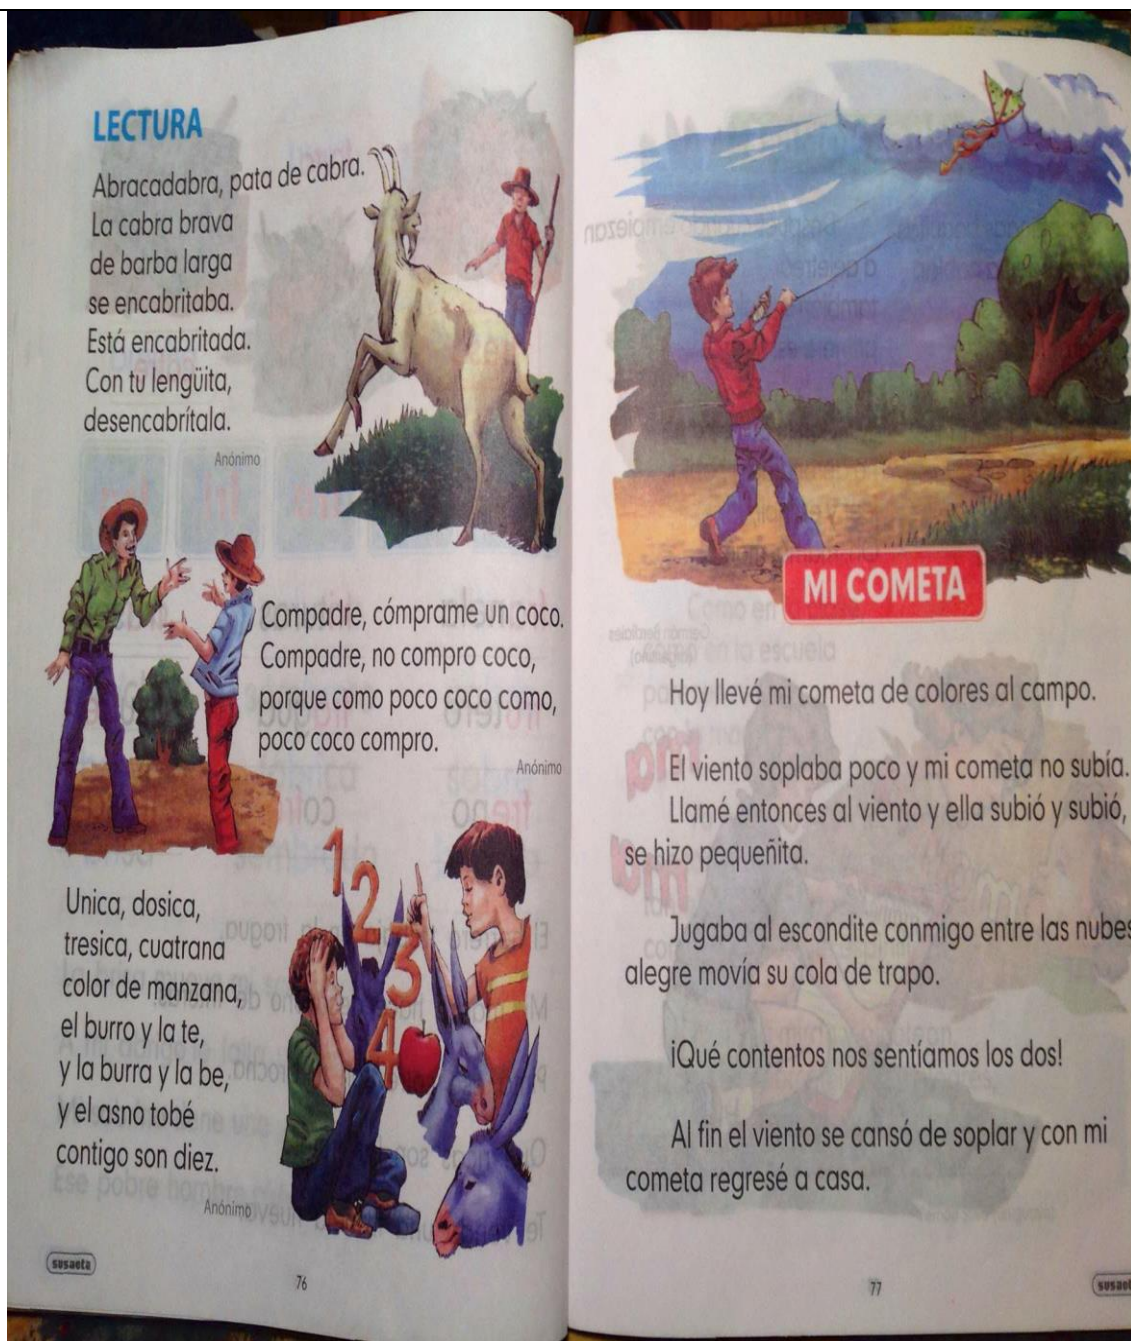 LECTURA
Abracadabra, pata de cabra.
La cabra brava
de barba larga
se encabritaba.
Está encabritada.
Con tu lengüita,
desencabrítala.
Anónimo
Compadre, cómprame un coco.
Compadre, no compro coco,
porque como poco coco como,
poco coco compro.
Anónimo
1
2
3
4
Unica, dosica,
tresica, cuatrana
color de manzana,
el burro y la te,
y la burra y la be,
y el asno tobé
contigo son diez.
Anónimo
susaeta
76
MI COMETA
Hoy llevé mi cometa de colores al campo.
El viento soplaba poco y mi cometa no subía.
Llamé entonces al viento y ella subió y subió,
se hizo pequeñita.
Jugaba al escondite conmigo entre las nubes
alegre movía su cola de trapo.
¡Qué contentos nos sentíamos los dos!
Al fin el viento se cansó de soplar y con mi
cometa regresé a casa.
77